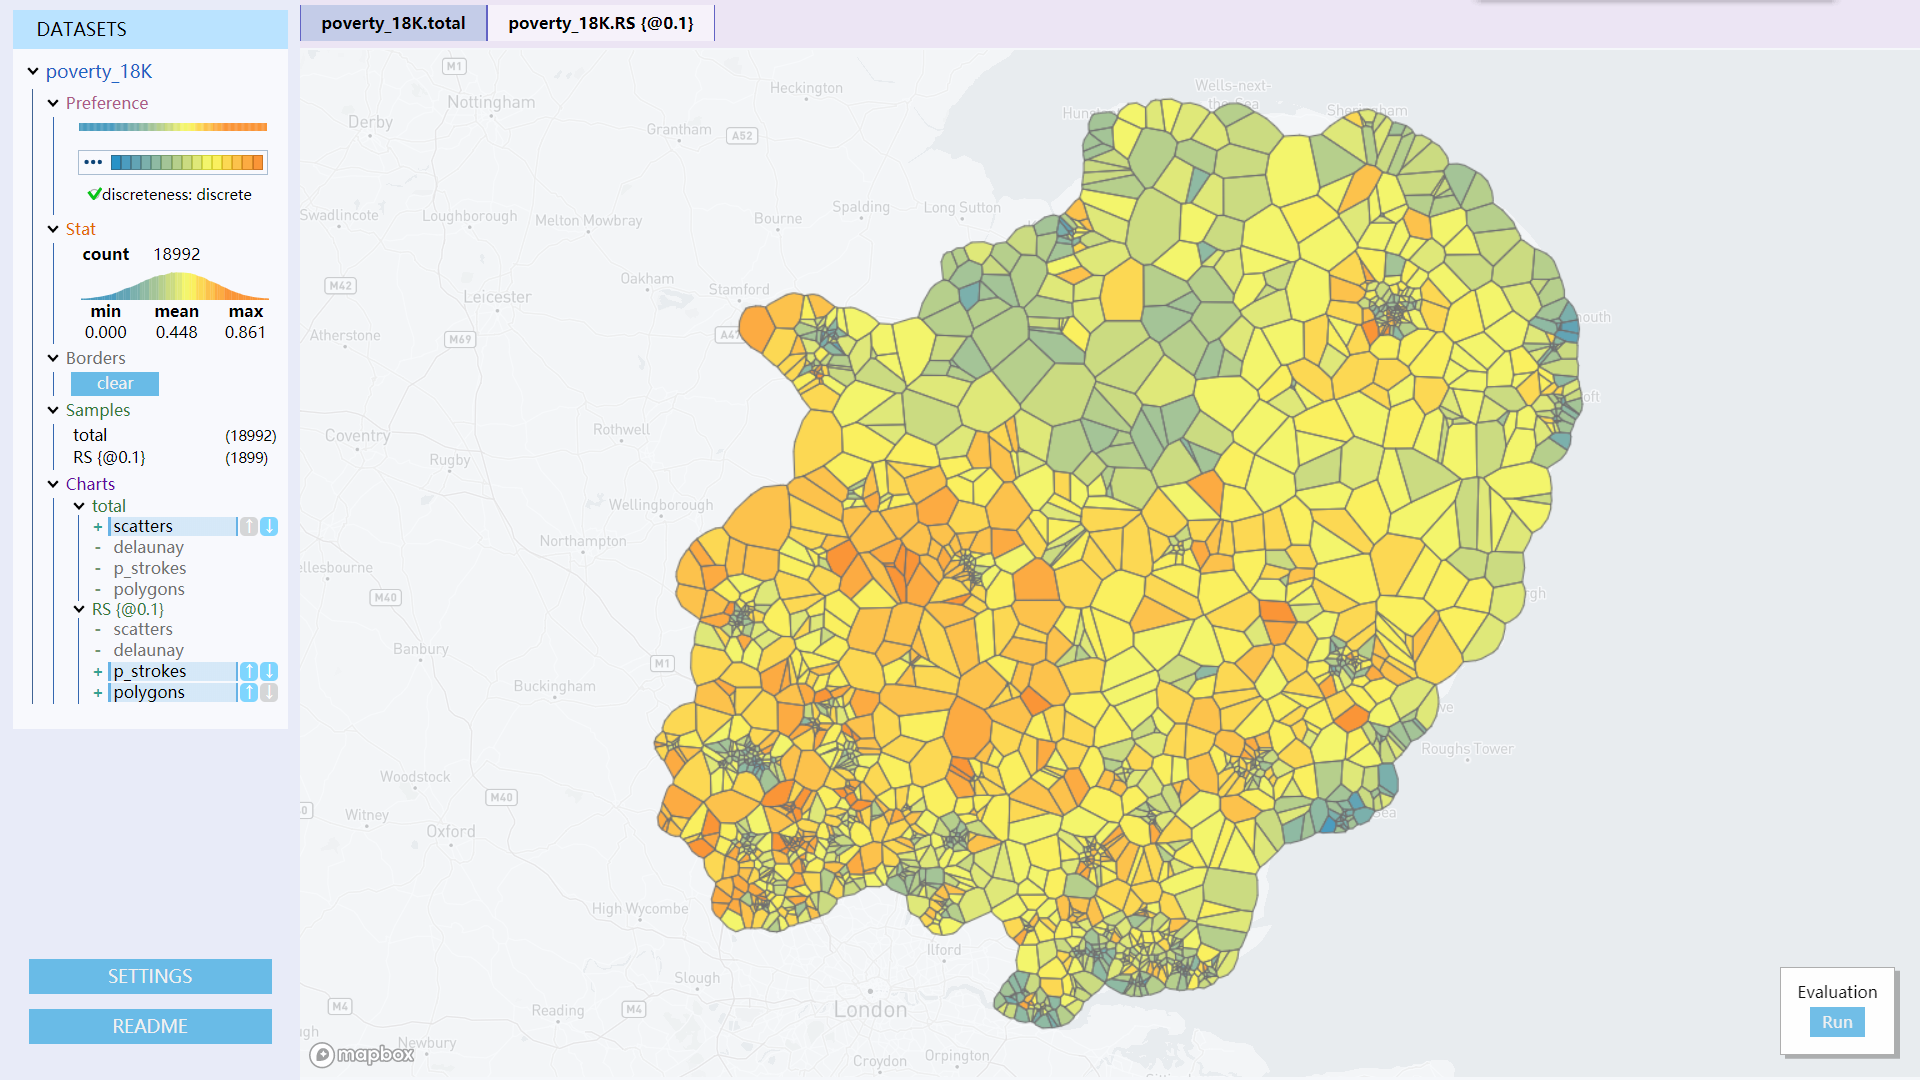 DATASETS
poverty_18K
Preference
•••
discreteness: discrete
Stat
count 18992
min mean max
0.000 0.448 0.861
Borders
clear
Samples
total (18992)
RS {@0.1} (1899)
Charts
total
+ scatters ↑ ↓
- delaunay
- p_strokes
- polygons
RS {@0.1}
- scatters
- delaunay
+ p_strokes ↑ ↓
+ polygons ↑ ↓
SETTINGS
README
poverty_18K.total
poverty_18K.RS {@0.1}
M1
Nottingham
Heckington
Wells-next-
the-Sea
Derby
Grantham
A52
Sheringham
Swadlincote
Loughborough
Melton Mowbray
Bourne
Spalding
Long Sutton
M42
Leicester
Oakham
Stamford
Atherstone
M69
A47
outh
oft
Coventry
Rugby
Rothwell
Wellingborough
Northampton
ellesbourne
M40
rgh
Banbury
M1
Buckingham
ve
Roughs Tower
Woodstock
M40
0
Witney
Oxford
Sea
High Wycombe
Ilford
Slough
London
M4
Reading
M4
gh
Newbury
Croydon
Orpington
mapbox
Evaluation
Run